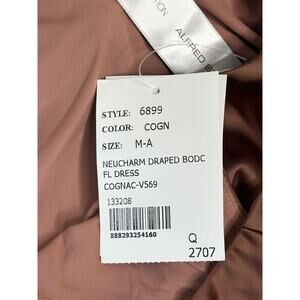 ALFRED
STYLE: 6899
COLOR: COGN
SIZE: M-A
NEUCHARM DRAPED BODC
FL DRESS
COGNAC-V569
133208
888293254160
Q
2707